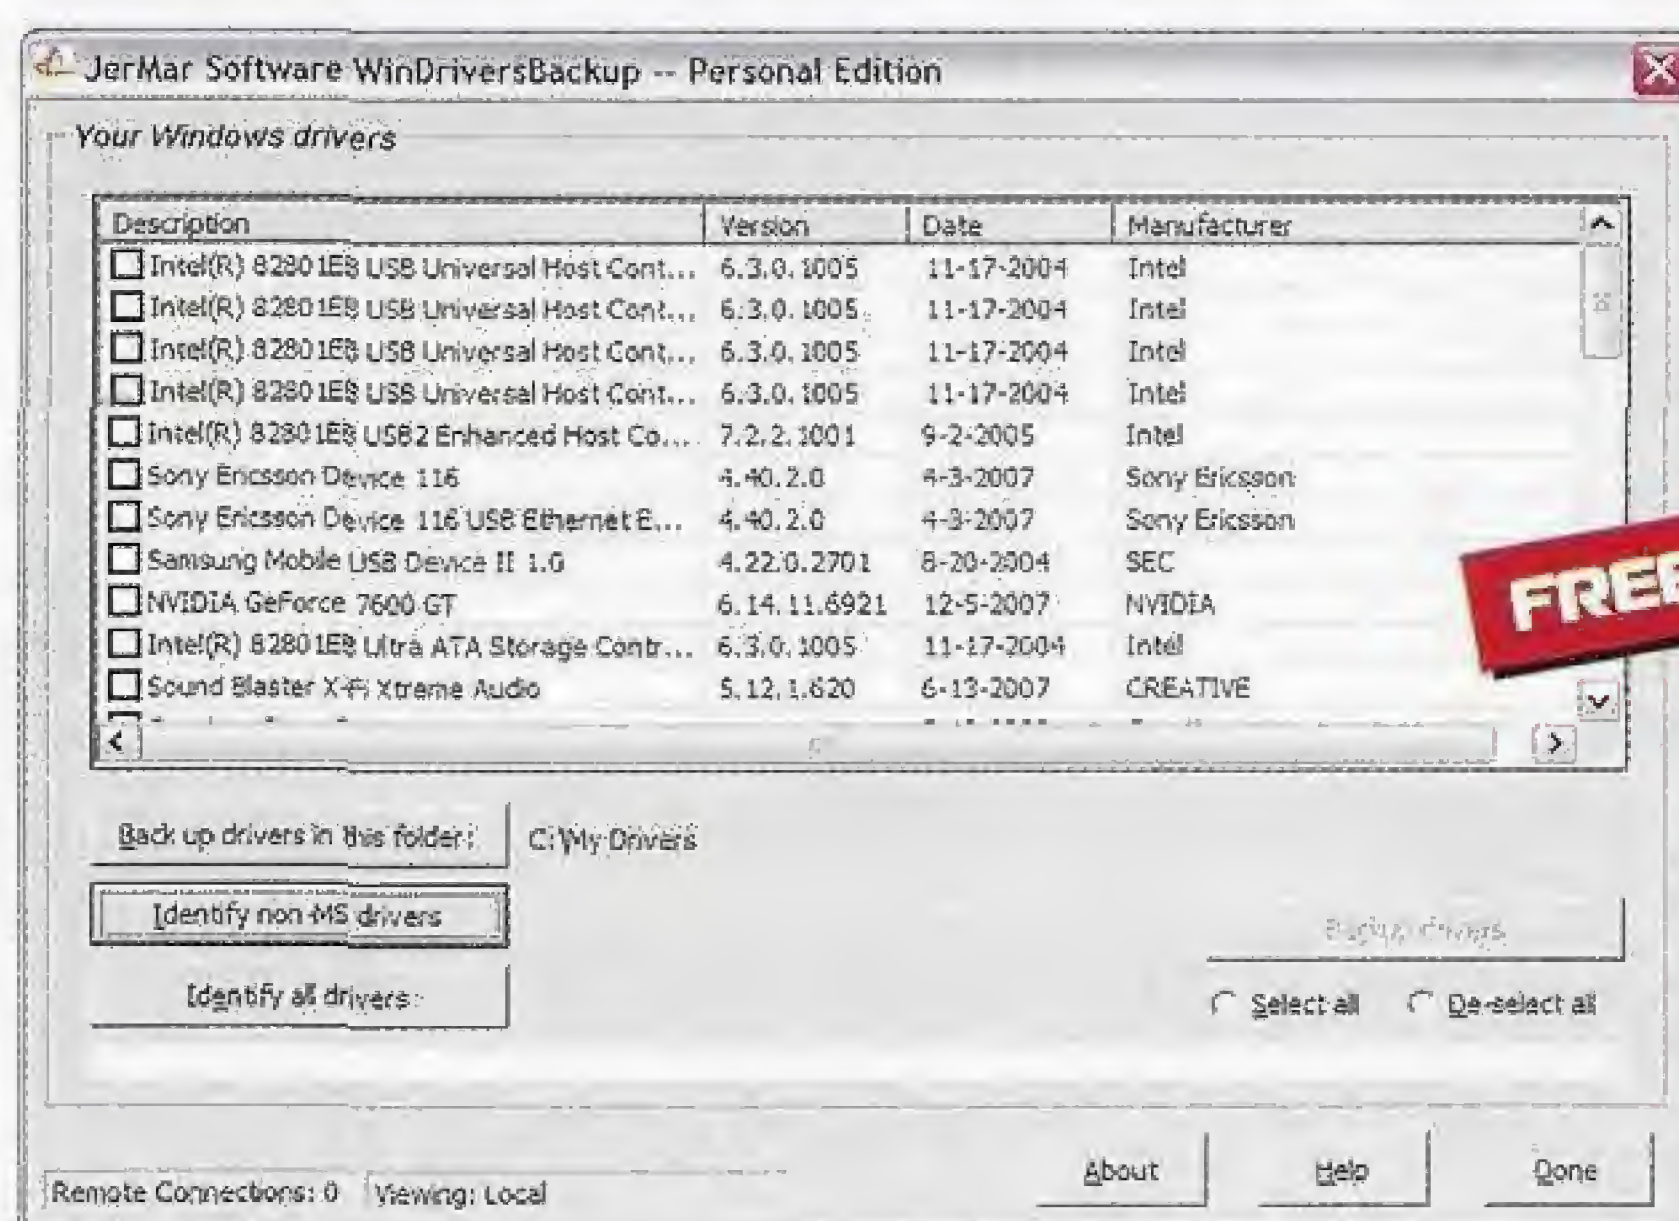 JerMar Software WinDriversBackup -- Personal Edition
Your Windows drivers
Description Version Date Manufacturer
Intel(R) 82801EB USB Universal Host Cont... 6.3.0.1005 11-17-2004 Intel
Intel(R) 82801EB USB Universal Host Cont... 6.3.0.1005 11-17-2004 Intel
Intel(R) 82801EB USB Universal Host Cont... 6.3.0.1005 11-17-2004 Intel
Intel(R) 82801EB USB Universal Host Cont... 6.3.0.1005 11-17-2004 Intel
Intel(R) 82801EB USB2 Enhanced Host Co... 7.2.2.1001 9-2-2005 Intel
Sony Ericsson Device 116 4.40.2.0 4-3-2007 Sony Ericsson
Sony Ericsson Device 116 USB Ethernet E... 4.40.2.0 4-3-2007 Sony Ericsson
Samsung Mobile USB Device II 1.0 4.22.0.2701 8-20-2004 SEC
NVIDIA GeForce 7600 GT 6.14.11.6921 12-5-2007 NVIDIA
Intel(R) 82801EB Ultra ATA Storage Contr... 6.3.0.1005 11-17-2004 Intel
Sound Blaster X-Fi Xtreme Audio 5.12.1.620 6-13-2007 CREATIVE
FREE
Back up drivers in this folder: C:\My Drivers
Identify non-MS drivers
Backup drivers
Identify all drivers
Select all De-select all
About Help Done
Remote Connections: 0 Viewing: Local